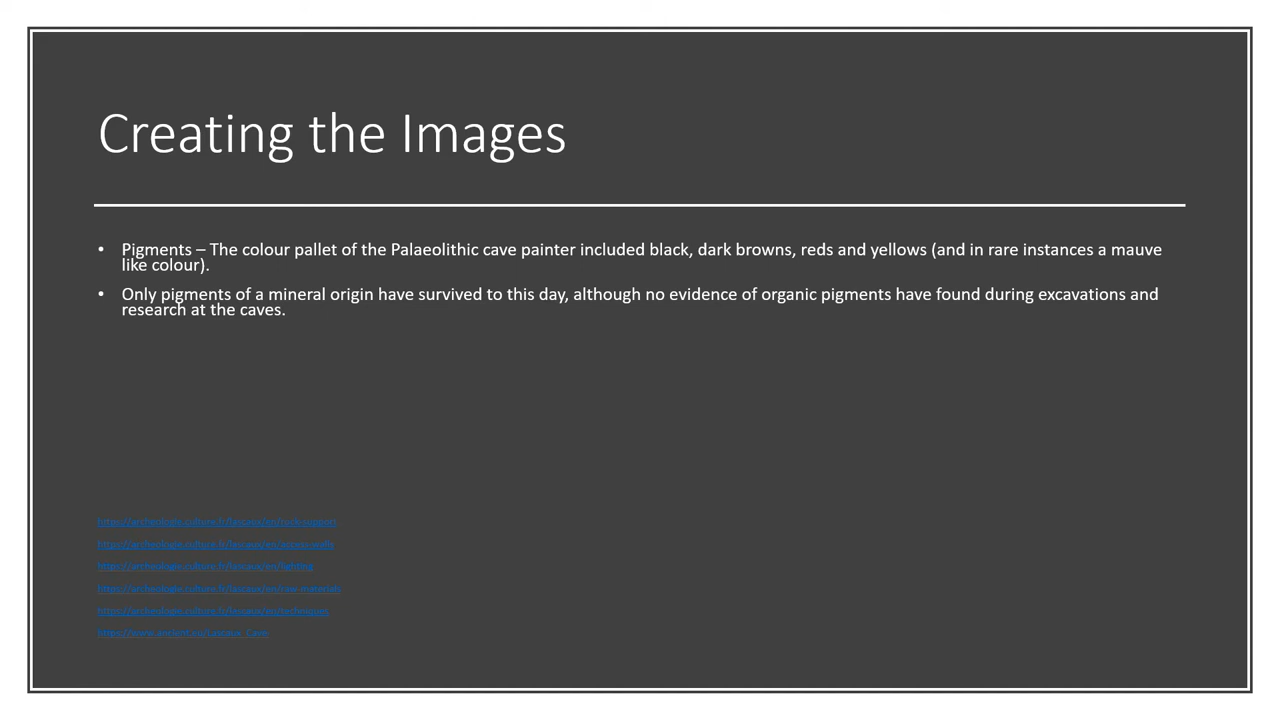 Creating the Images
• Pigments – The colour pallet of the Palaeolithic cave painter included black, dark browns, reds and yellows (and in rare instances a mauve
like colour).
• Only pigments of a mineral origin have survived to this day, although no evidence of organic pigments have found during excavations and
research at the caves.
https://archeologie.culture.fr/lascaux/en/rock-support
https://archeologie.culture.fr/lascaux/en/
https://archeologie.culture.fr/lascaux/en/lighting
https://archeologie.culture.fr/lascaux/en/raw-materials
https://archeologie.culture.fr/lascaux/en/techniques
https://www.ancient.eu/Lascaux_Cave